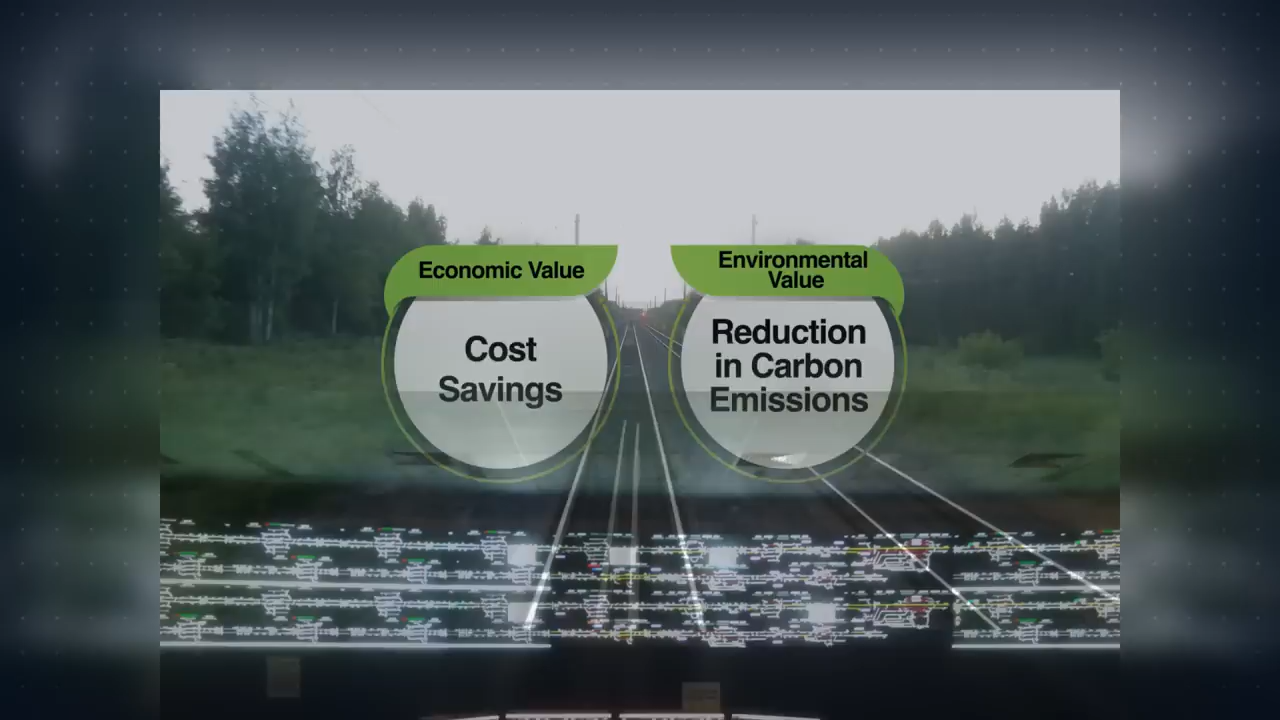 Economic Value
Cost
Savings
Environmental
Value
Reduction
in Carbon
Emissions